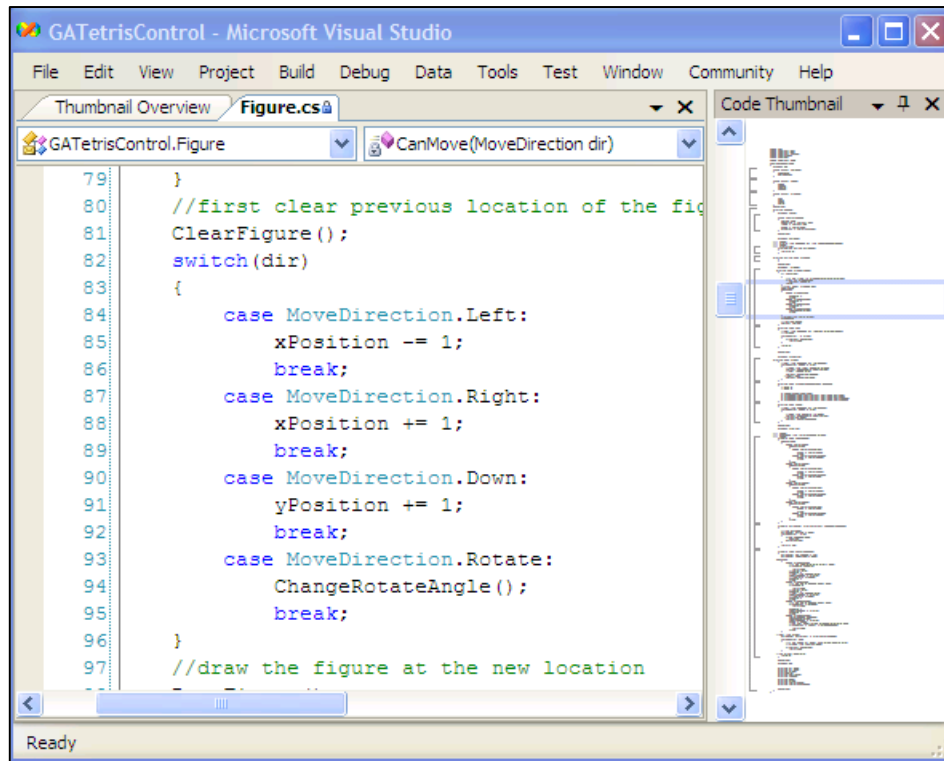 GATetrisControl - Microsoft Visual Studio
File Edit View Project Build Debug Data Tools Test Window Community Help
Thumbnail Overview Figure.cs
GATetrisControl.Figure CanMove(MoveDirection dir)
79 }
80 //first clear previous location of the fig
81 ClearFigure();
82 switch(dir)
83 {
84 case MoveDirection.Left:
85 xPosition -= 1;
86 break;
87 case MoveDirection.Right:
88 xPosition += 1;
89 break;
90 case MoveDirection.Down:
91 yPosition += 1;
92 break;
93 case MoveDirection.Rotate:
94 ChangeRotateAngle();
95 break;
96 }
97 //draw the figure at the new location
Code Thumbnail
Ready